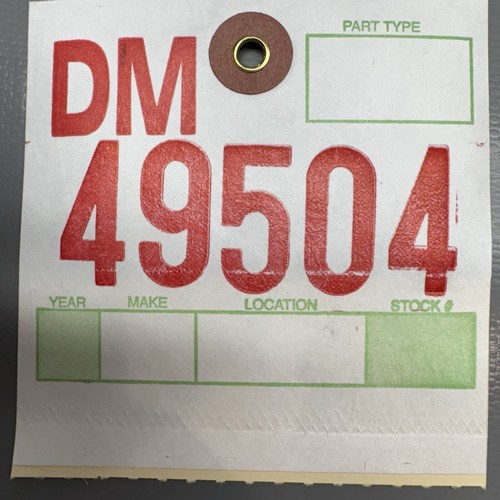 DM
PART TYPE
49504
YEAR MAKE LOCATION STOCK #